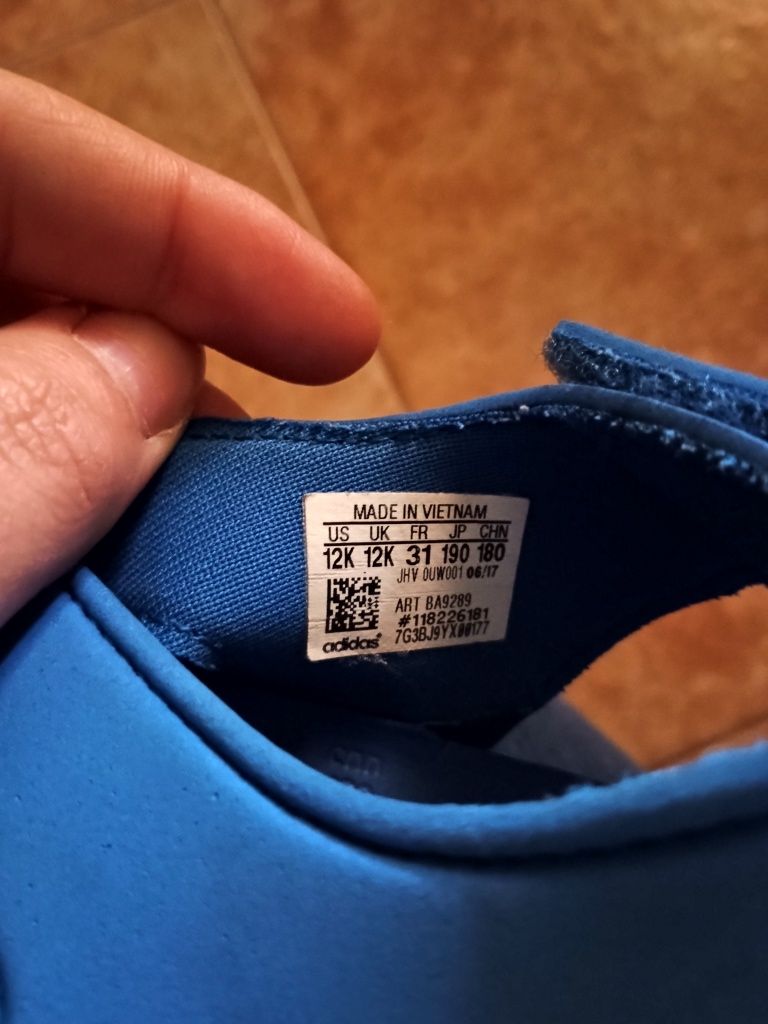 MADE IN VIETNAM
US UK FR JP CHN
12K 12K 31 190 180
JHV 0UW001 06/17
ART BA9289
#118226181
adidas 7G3BJ9YX00177